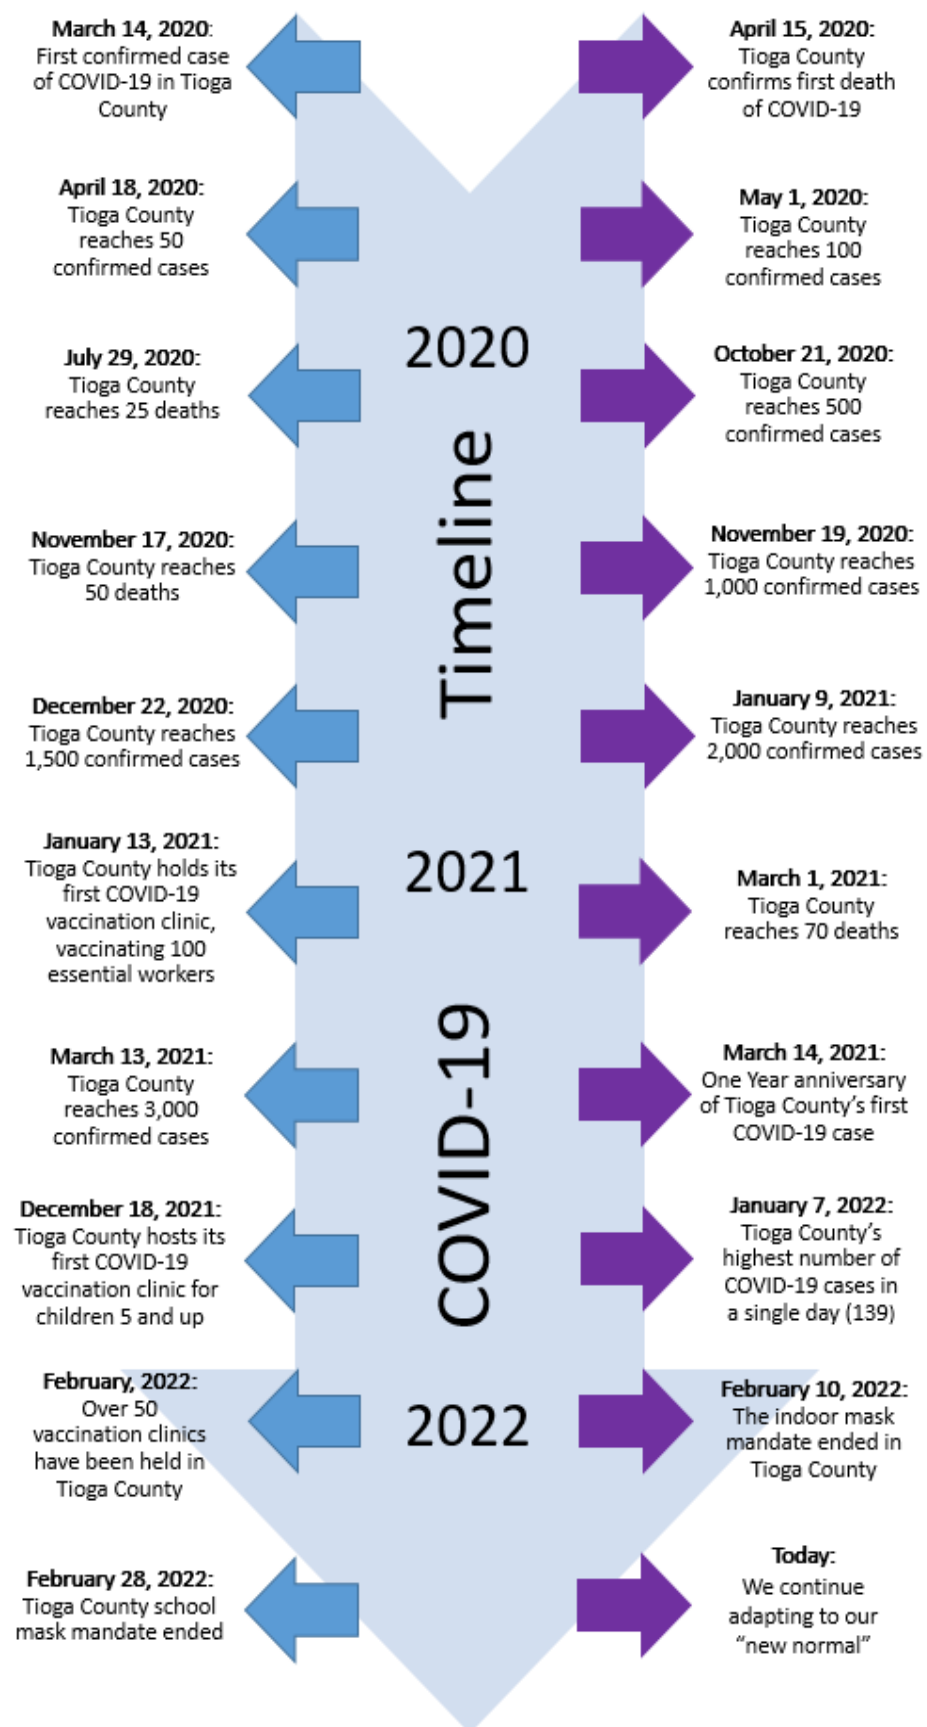 March 14, 2020:
First confirmed case
of COVID-19 in Tioga
County
April 15, 2020:
Tioga County
confirms first death
of COVID-19
April 18, 2020:
Tioga County
reaches 50
confirmed cases
May 1, 2020:
Tioga County
reaches 100
confirmed cases
2020
July 29, 2020:
Tioga County
reaches 25 deaths
October 21, 2020:
Tioga County
reaches 500
confirmed cases
Timeline
November 17, 2020:
Tioga County reaches
50 deaths
November 19, 2020:
Tioga County reaches
1,000 confirmed cases
December 22, 2020:
Tioga County reaches
1,500 confirmed cases
January 9, 2021:
Tioga County reaches
2,000 confirmed cases
2021
January 13, 2021:
Tioga County holds its
first COVID-19
vaccination clinic,
vaccinating 100
essential workers
March 1, 2021:
Tioga County
reaches 70 deaths
COVID-19
March 13, 2021:
Tioga County
reaches 3,000
confirmed cases
March 14, 2021:
One Year anniversary
of Tioga County's first
COVID-19 case
December 18, 2021:
Tioga County hosts its
first COVID-19
vaccination clinic for
children 5 and up
January 7, 2022:
Tioga County's
highest number of
COVID-19 cases in
a single day (139)
2022
February, 2022:
Over 50
vaccination clinics
have been held in
Tioga County
February 10, 2022:
The indoor mask
mandate ended in
Tioga County
February 28, 2022:
Tioga County school
mask mandate ended
Today:
We continue
adapting to our
"new normal"